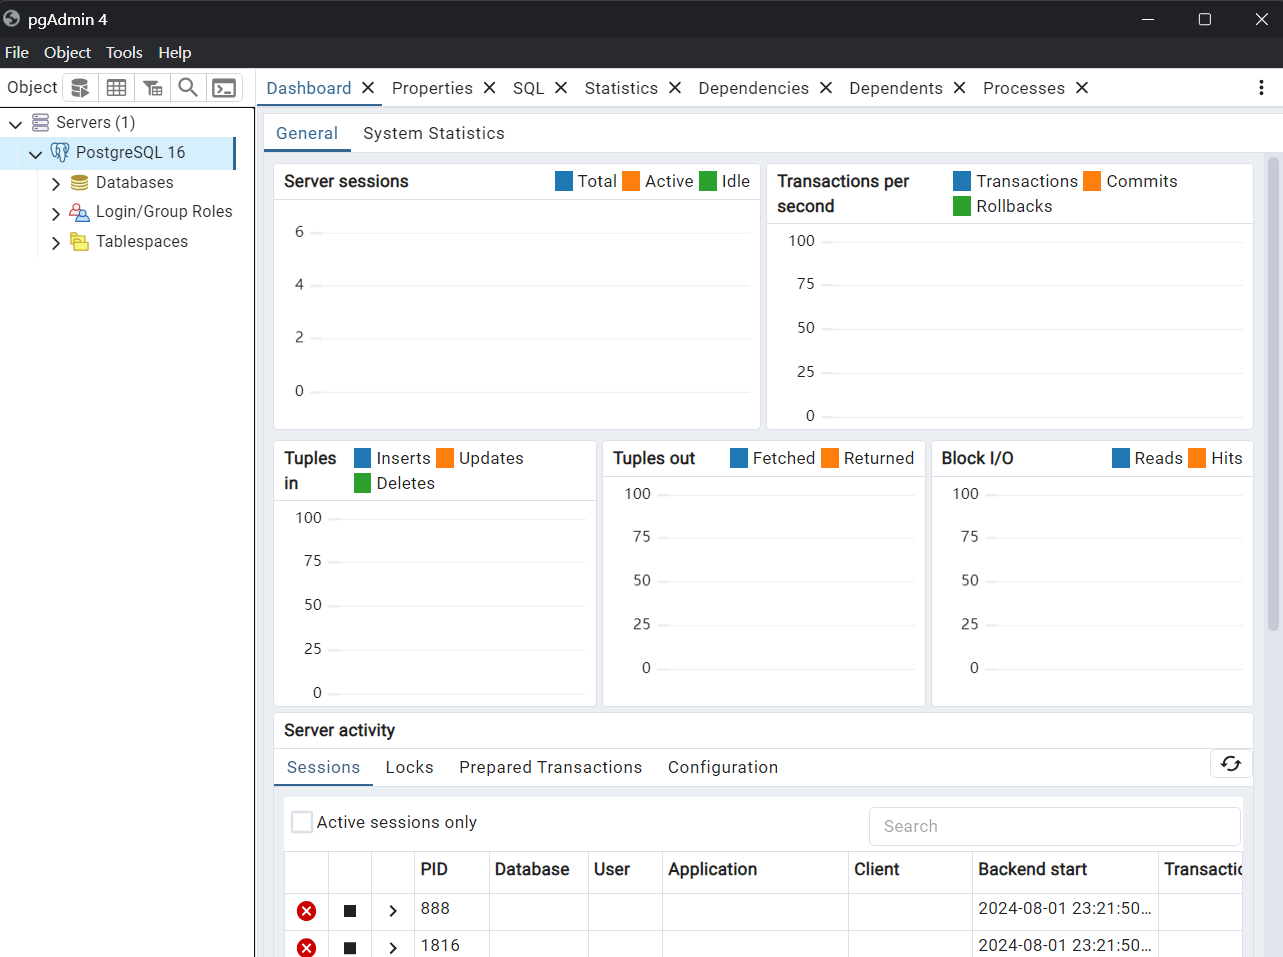 pgAdmin 4
File Object Tools Help
Object
Dashboard Properties SQL Statistics Dependencies Dependents Processes
Servers (1)
PostgreSQL 16
Databases
Login/Group Roles
Tablespaces
General System Statistics
Server sessions Total Active Idle
6
4
2
0
Transactions per second Transactions Commits
Rollbacks
100
75
50
25
0
Tuples in Inserts Updates
Deletes
100
75
50
25
0
Tuples out Fetched Returned
100
75
50
25
0
Block I/O Reads Hits
100
75
50
25
0
Server activity
Sessions Locks Prepared Transactions Configuration
Active sessions only Search
PID Database User Application Client Backend start Transactio
888 2024-08-01 23:21:50...
1816 2024-08-01 23:21:50...